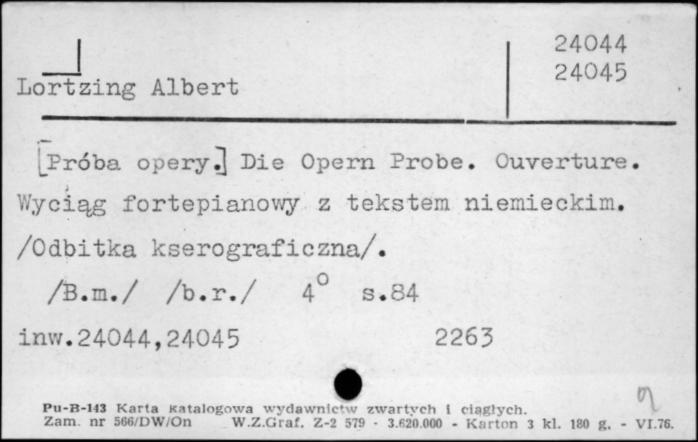 24044
24045
Lortzing Albert
[Próba opery.] Die Opern Probe. Ouverture.
Wyciąg fortepianowy z tekstem niemieckim.
/Odbitka kserograficzna/.
/B.m./ /b.r./ 4° s.84
inw.24044,24045 2263
Pu-B-143 Karta katalogowa wydawnictw zwartych i ciągłych.
Zam. nr 566/DW/On W.Z.Graf. Z-2 579 - 3.620.000 - Karton 3 kl. 180 g. - VI.76.